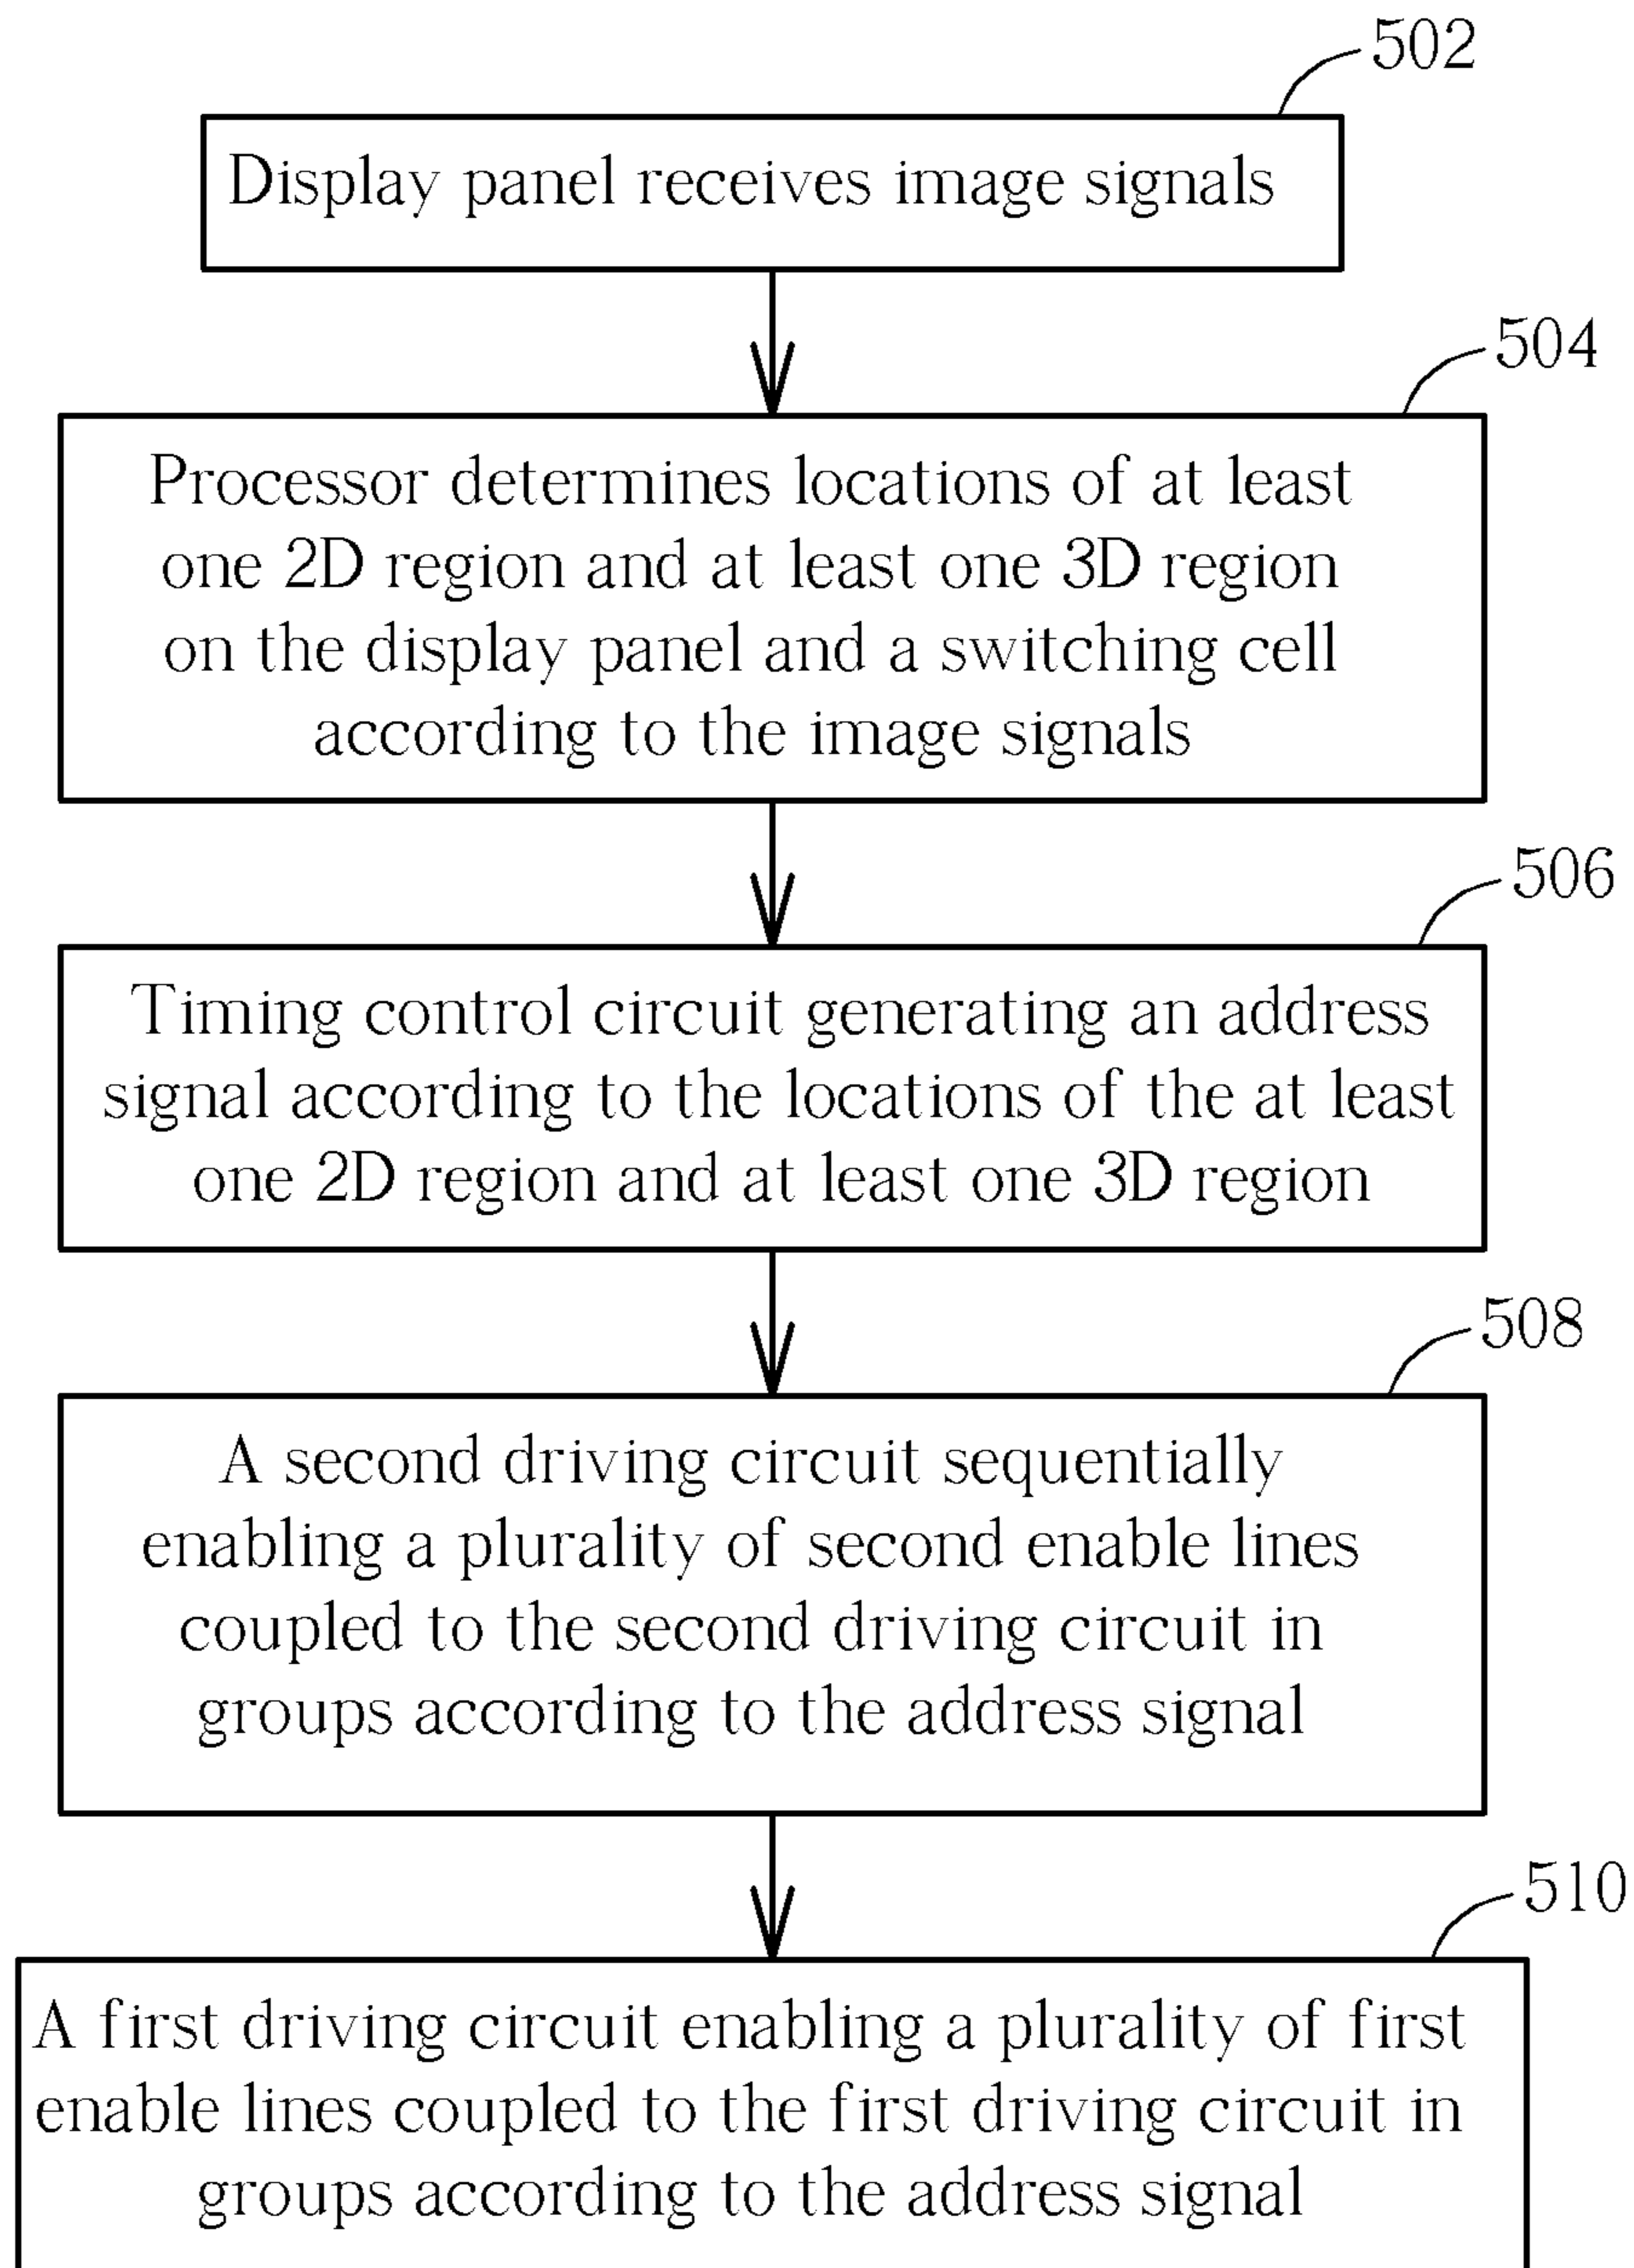 502
Display panel receives image signals
504
Processor determines locations of at least
one 2D region and at least one 3D region
on the display panel and a switching cell
according to the image signals
506
Timing control circuit generating an address
signal according to the locations of the at least
one 2D region and at least one 3D region
508
A second driving circuit sequentially
enabling a plurality of second enable lines
coupled to the second driving circuit in
groups according to the address signal
510
A first driving circuit enabling a plurality of first
enable lines coupled to the first driving circuit in
groups according to the address signal